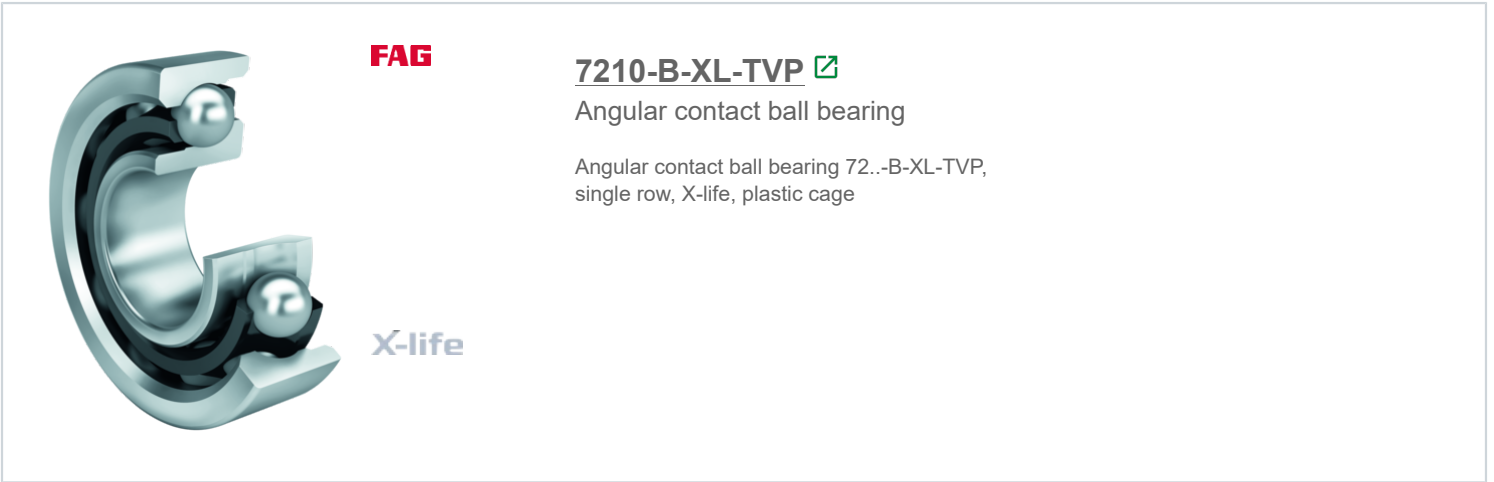 FAG
7210-B-XL-TVP
Angular contact ball bearing
Angular contact ball bearing 72..-B-XL-TVP,
single row, X-life, plastic cage
X-life